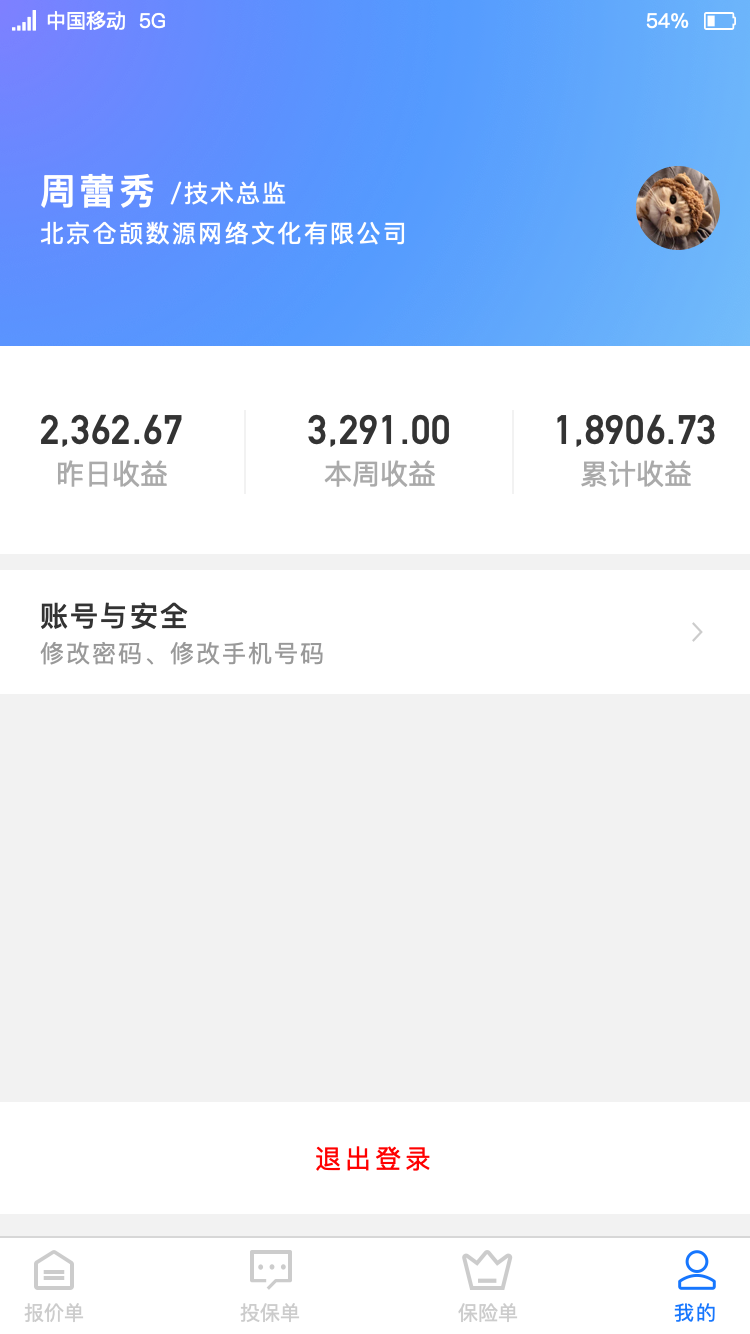 中国移动 5G 54%
周蕾秀 /技术总监
北京仓颉数源网络文化有限公司
2,362.67 3,291.00 1,8906.73
昨日收益 本周收益 累计收益
账号与安全
修改密码、修改手机号码
退出登录
报价单 投保单 保险单 我的